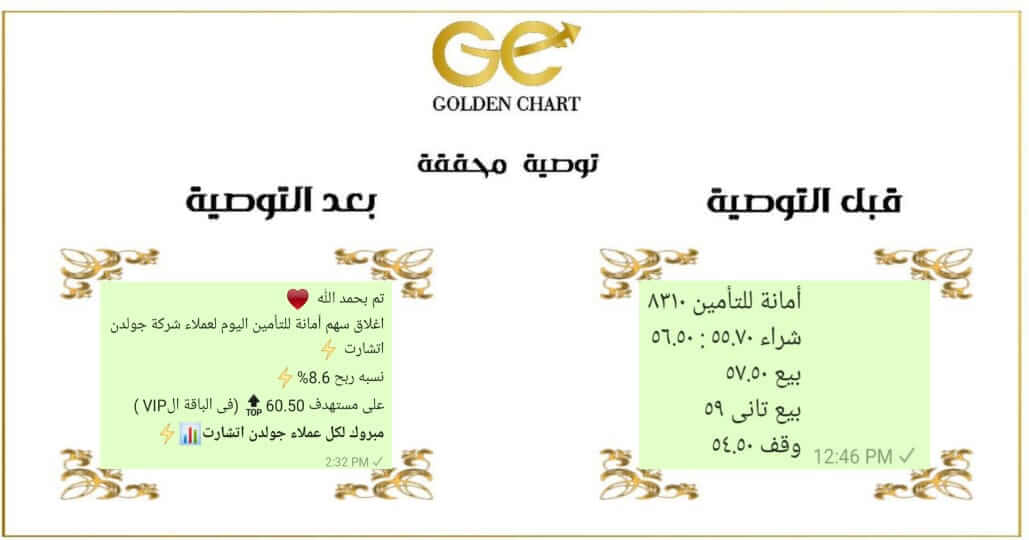 GC
GOLDEN CHART
توصية محققة
قبل التوصية
أمانة للتأمين ٨٣١٠
شراء ٥٥.٧٠ : ٥٦.٥٠
بيع ٥٧.٥٠
بيع تانى ٥٩
وقف ٥٤.٥٠
12:46 PM ✓
بعد التوصية
تم بحمد الله ❤️
اغلاق سهم أمانة للتأمين اليوم لعملاء شركة جولدن
اتشارت ⚡
نسبه ربح 8.6%⚡
على مستهدف 60.50 🔝 (فى الباقة الVIP )
مبروك لكل عملاء جولدن اتشارت📊⚡
2:32 PM ✓